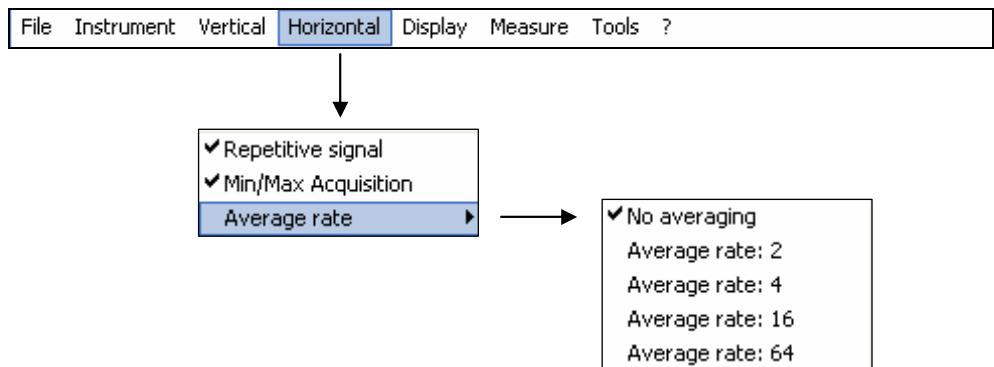 File Instrument Vertical Horizontal Display Measure Tools ?
Repetitive signal
Min/Max Acquisition
Average rate
No averaging
Average rate: 2
Average rate: 4
Average rate: 16
Average rate: 64